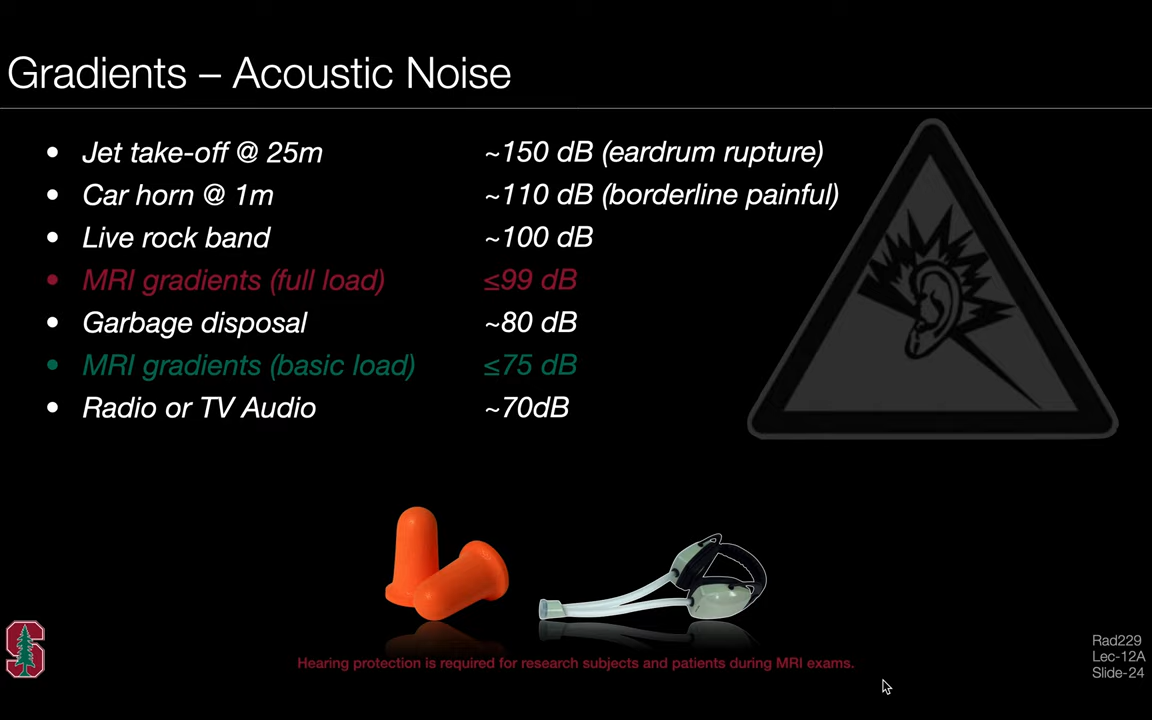 Gradients – Acoustic Noise
• Jet take-off @ 25m ~150 dB (eardrum rupture)
• Car horn @ 1m ~110 dB (borderline painful)
• Live rock band ~100 dB
• MRI gradients (full load) ≤99 dB
• Garbage disposal ~80 dB
• MRI gradients (basic load) ≤75 dB
• Radio or TV Audio ~70dB
Hearing protection is required for research subjects and patients during MRI exams.
Rad229
Lec-12A
Slide-24